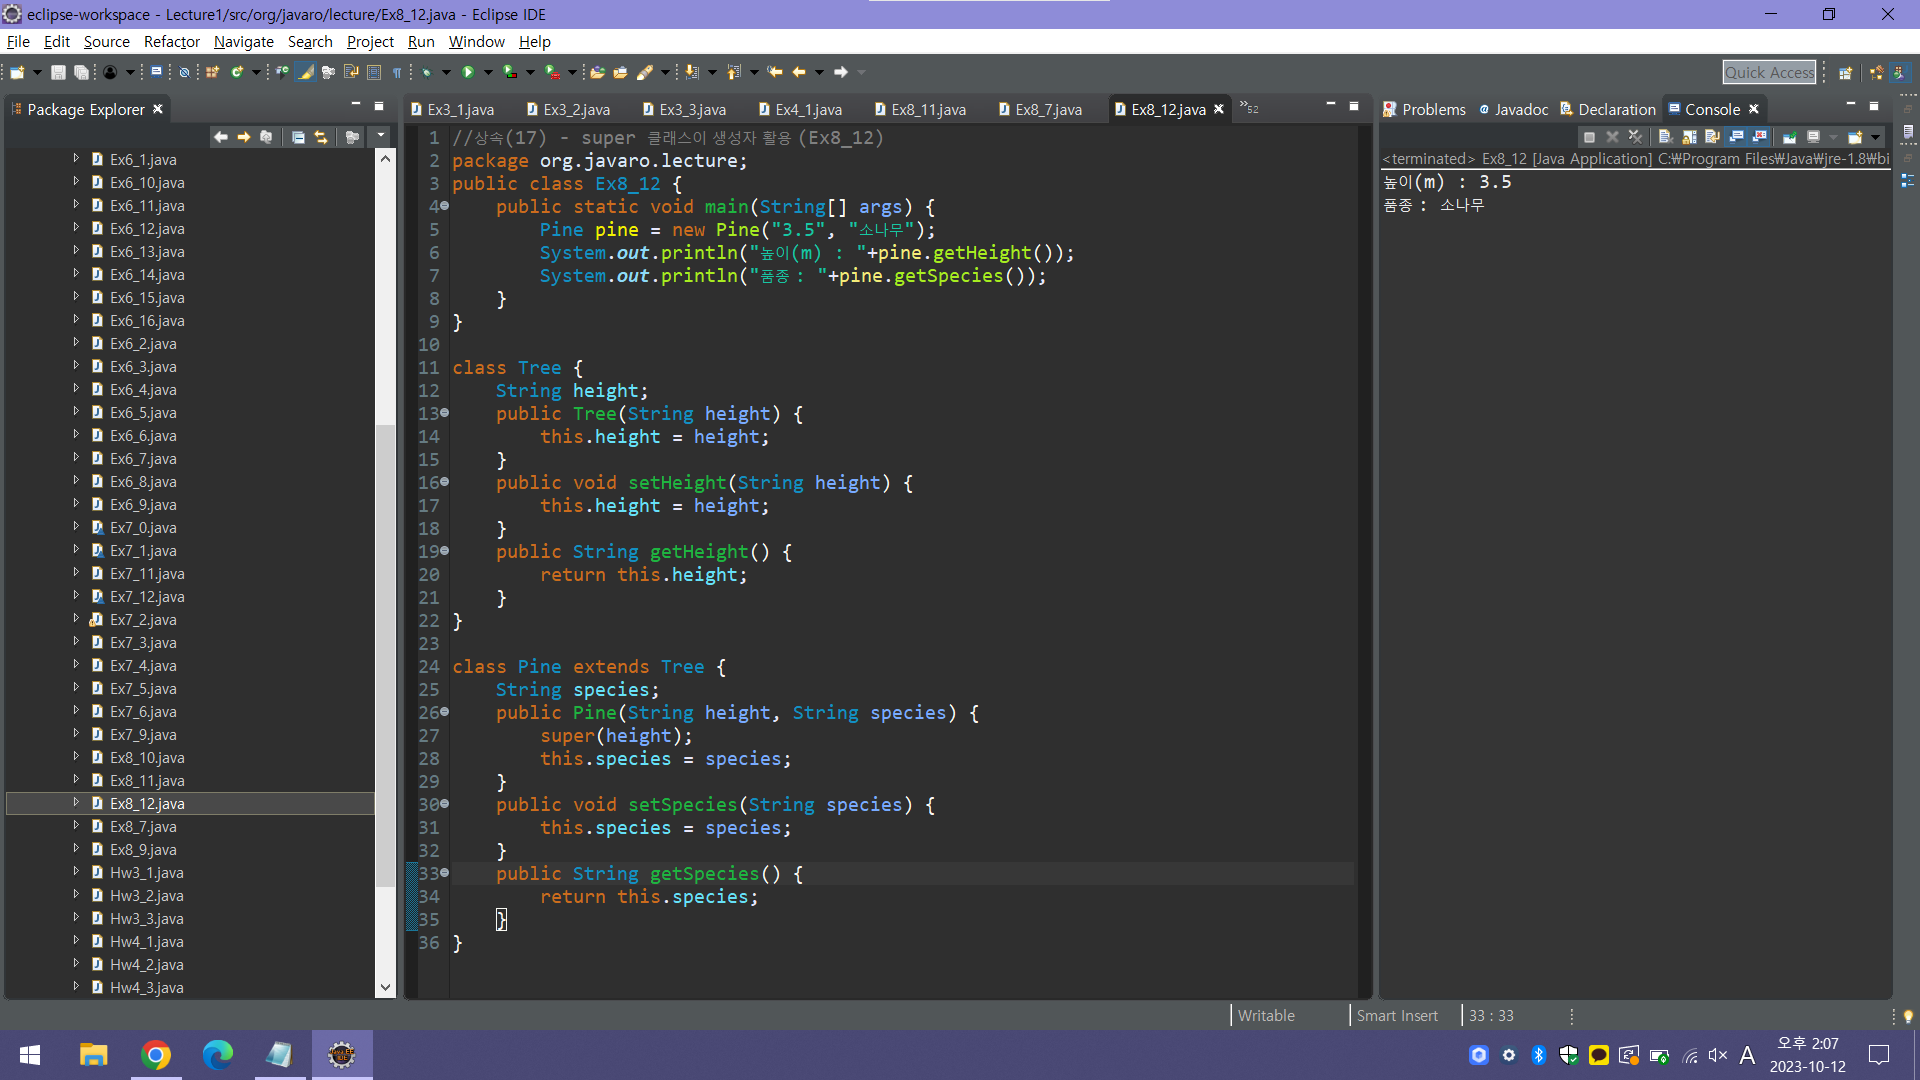 eclipse-workspace - Lecture1/src/org/javaro/lecture/Ex8_12.java - Eclipse IDE
File Edit Source Refactor Navigate Search Project Run Window Help
Quick Access
Package Explorer
Ex6_1.java
Ex6_10.java
Ex6_11.java
Ex6_12.java
Ex6_13.java
Ex6_14.java
Ex6_15.java
Ex6_16.java
Ex6_2.java
Ex6_3.java
Ex6_4.java
Ex6_5.java
Ex6_6.java
Ex6_7.java
Ex6_8.java
Ex6_9.java
Ex7_0.java
Ex7_1.java
Ex7_11.java
Ex7_12.java
Ex7_2.java
Ex7_3.java
Ex7_4.java
Ex7_5.java
Ex7_6.java
Ex7_9.java
Ex8_10.java
Ex8_11.java
Ex8_12.java
Ex8_7.java
Ex8_9.java
Hw3_1.java
Hw3_2.java
Hw3_3.java
Hw4_1.java
Hw4_2.java
Hw4_3.java
Ex3_1.java Ex3_2.java Ex3_3.java Ex4_1.java Ex8_11.java Ex8_7.java Ex8_12.java 52
1 //상속(17) - super 클래스이 생성자 활용 (Ex8_12)
2 package org.javaro.lecture;
3 public class Ex8_12 {
4 public static void main(String[] args) {
5 Pine pine = new Pine("3.5", "소나무");
6 System.out.println("높이(m) : "+pine.getHeight());
7 System.out.println("품종 : "+pine.getSpecies());
8 }
9 }
10
11 class Tree {
12 String height;
13 public Tree(String height) {
14 this.height = height;
15 }
16 public void setHeight(String height) {
17 this.height = height;
18 }
19 public String getHeight() {
20 return this.height;
21 }
22 }
23
24 class Pine extends Tree {
25 String species;
26 public Pine(String height, String species) {
27 super(height);
28 this.species = species;
29 }
30 public void setSpecies(String species) {
31 this.species = species;
32 }
33 public String getSpecies() {
34 return this.species;
35 }
36 }
Problems Javadoc Declaration Console
<terminated> Ex8_12 [Java Application] C:₩Program Files₩Java₩jre-1.8₩bi
높이(m) : 3.5
품종 : 소나무
Writable Smart Insert 33 : 33
A
오후 2:07
2023-10-12